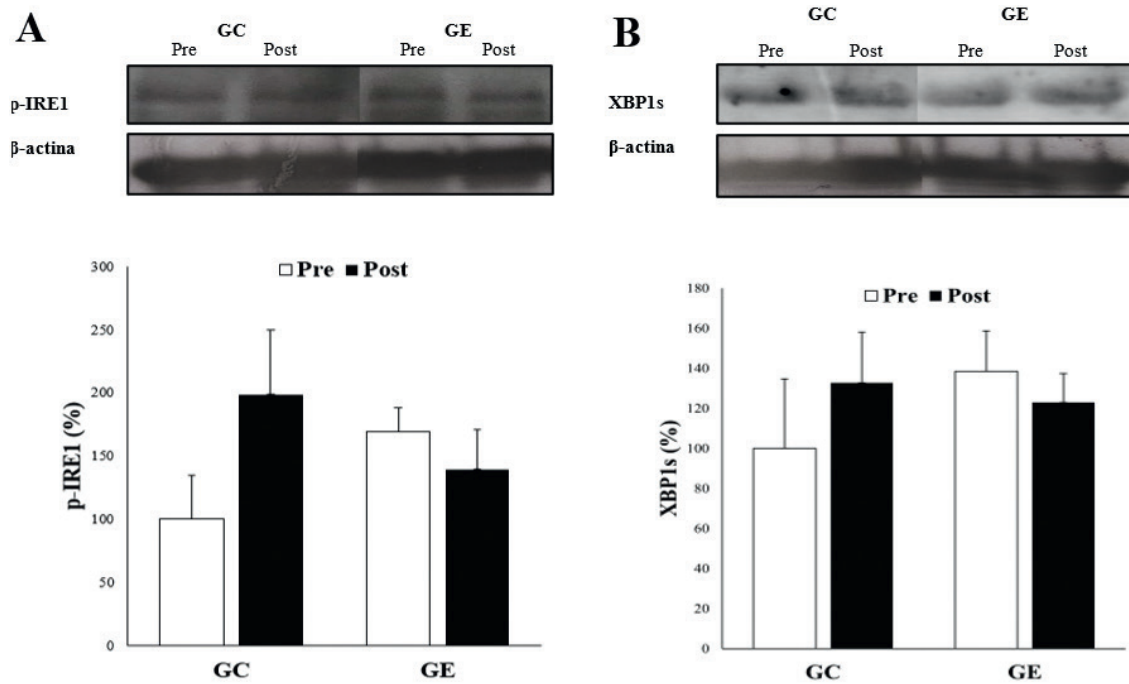 A
GC GE
Pre Post Pre Post
p-IRE1
β-actina
300
250
200
150
100
50
0
p-IRE1 (%)
Pre Post
GC GE
B
GC GE
Pre Post Pre Post
XBP1s
β-actina
180
160
140
120
100
80
60
40
20
0
XBP1s (%)
Pre Post
GC GE